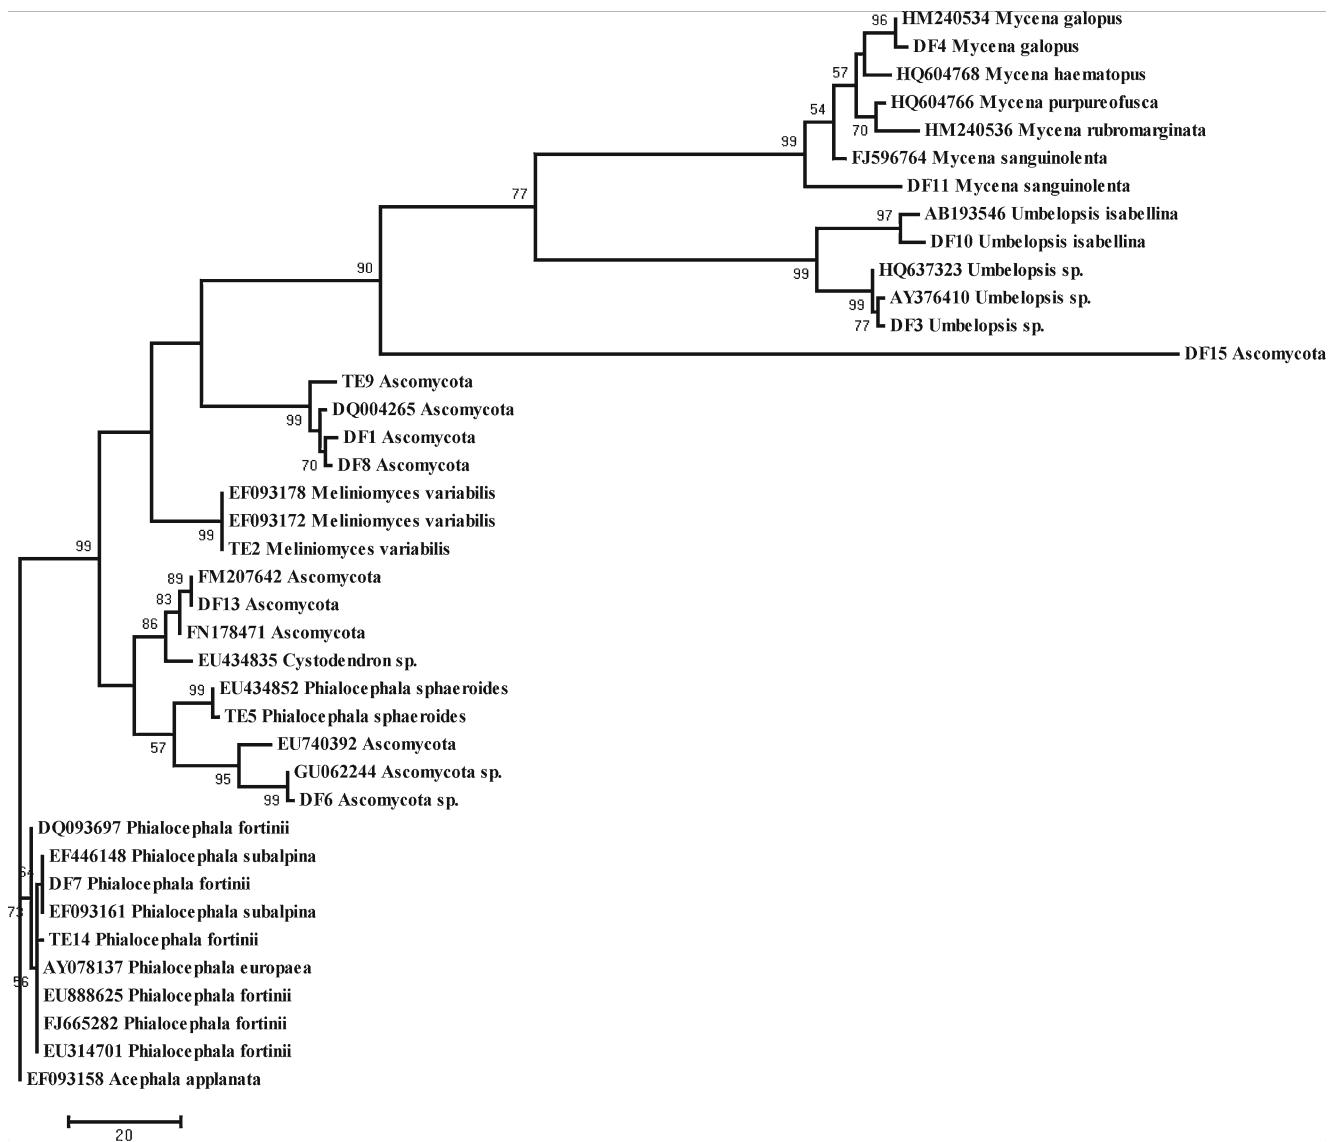 96
HM240534 Mycena galopus
DF4 Mycena galopus
57
HQ604768 Mycena haematopus
HQ604766 Mycena purpureofusca
54
70
HM240536 Mycena rubromarginata
99
FJ596764 Mycena sanguinolenta
DF11 Mycena sanguinolenta
77
97
AB193546 Umbelopsis isabellina
DF10 Umbelopsis isabellina
90
99
HQ637323 Umbelopsis sp.
AY376410 Umbelopsis sp.
99
77
DF3 Umbelopsis sp.
DF15 Ascomycota
TE9 Ascomycota
DQ004265 Ascomycota
99
DF1 Ascomycota
70
DF8 Ascomycota
EF093178 Meliniomyces variabilis
EF093172 Meliniomyces variabilis
99
TE2 Meliniomyces variabilis
99
89
FM207642 Ascomycota
83
DF13 Ascomycota
86
FN178471 Ascomycota
EU434835 Cystodendron sp.
99
EU434852 Phialocephala sphaeroides
TE5 Phialocephala sphaeroides
57
EU740392 Ascomycota
95
GU062244 Ascomycota sp.
99
DF6 Ascomycota sp.
DQ093697 Phialocephala fortinii
EF446148 Phialocephala subalpina
64
DF7 Phialocephala fortinii
73
EF093161 Phialocephala subalpina
TE14 Phialocephala fortinii
AY078137 Phialocephala europaea
56
EU888625 Phialocephala fortinii
FJ665282 Phialocephala fortinii
EU314701 Phialocephala fortinii
EF093158 Acephala applanata
20